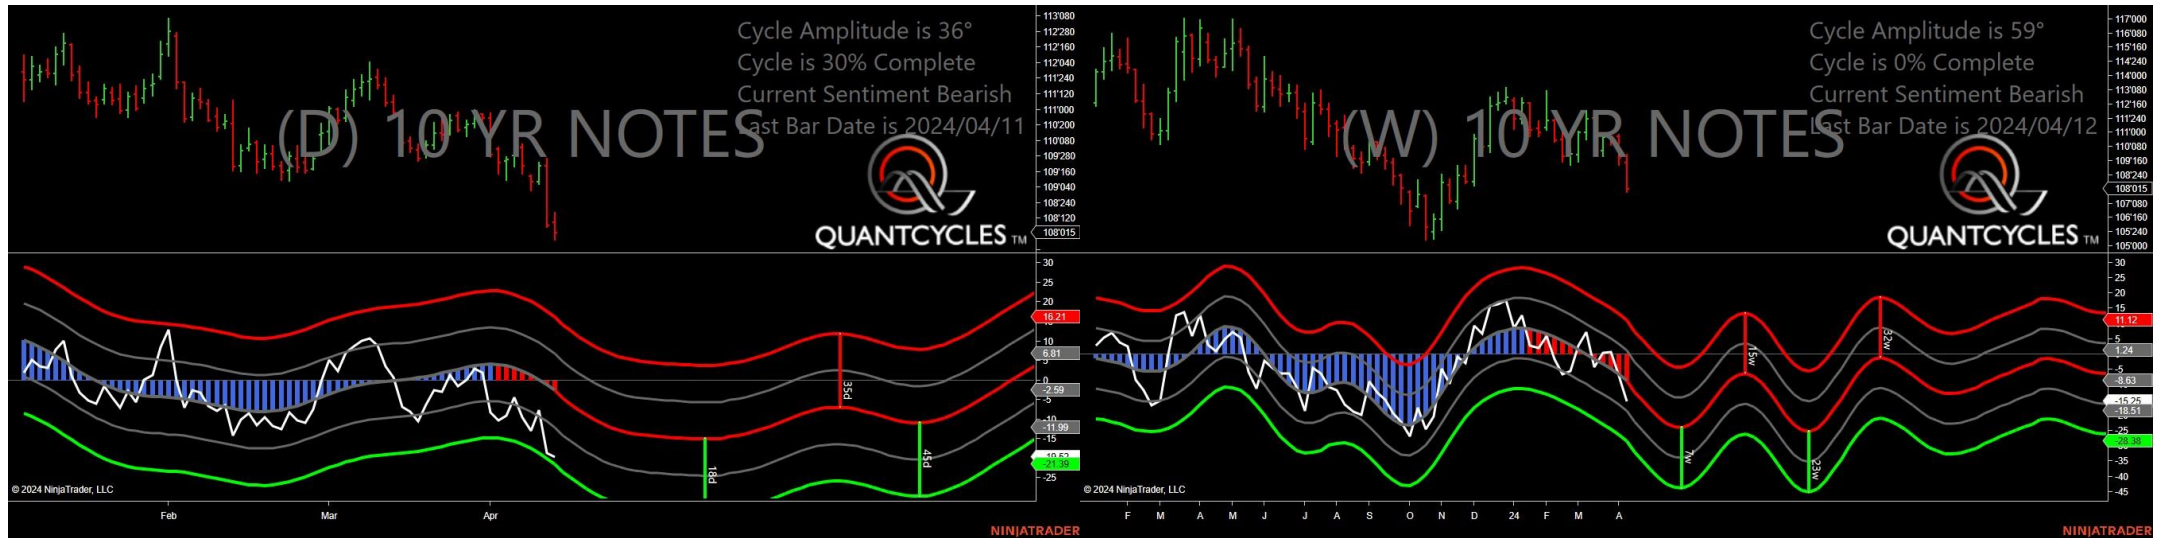 Cycle Amplitude is 36°
Cycle is 30% Complete
Current Sentiment Bearish
Last Bar Date is 2024/04/11
(D) 10 YR NOTES
QUANTCYCLES TM
113'080
112'280
112'160
112'040
111'240
111'120
111'000
110'200
110'080
109'280
109'160
109'040
108'240
108'120
108'015
30
25
20
16.21
10
6.81
5
0
-2.59
-5
-10
-11.99
-15
-21.39
-25
35d
18d
45d
© 2024 NinjaTrader, LLC
Feb
Mar
Apr
NINJATRADER
Cycle Amplitude is 59°
Cycle is 0% Complete
Current Sentiment Bearish
Last Bar Date is 2024/04/12
(W) 10 YR NOTES
QUANTCYCLES TM
117'000
116'080
115'160
114'240
114'000
113'080
112'160
111'240
111'000
110'080
109'160
108'240
108'015
107'080
106'160
105'240
105'000
30
25
20
15
11.12
5
1.24
-5
-8.63
-15.25
-18.51
-25
-28.38
-35
-40
-45
15w
32w
7w
23w
© 2024 NinjaTrader, LLC
F
M
A
M
J
J
A
S
O
N
D
24
F
M
A
NINJATRADER